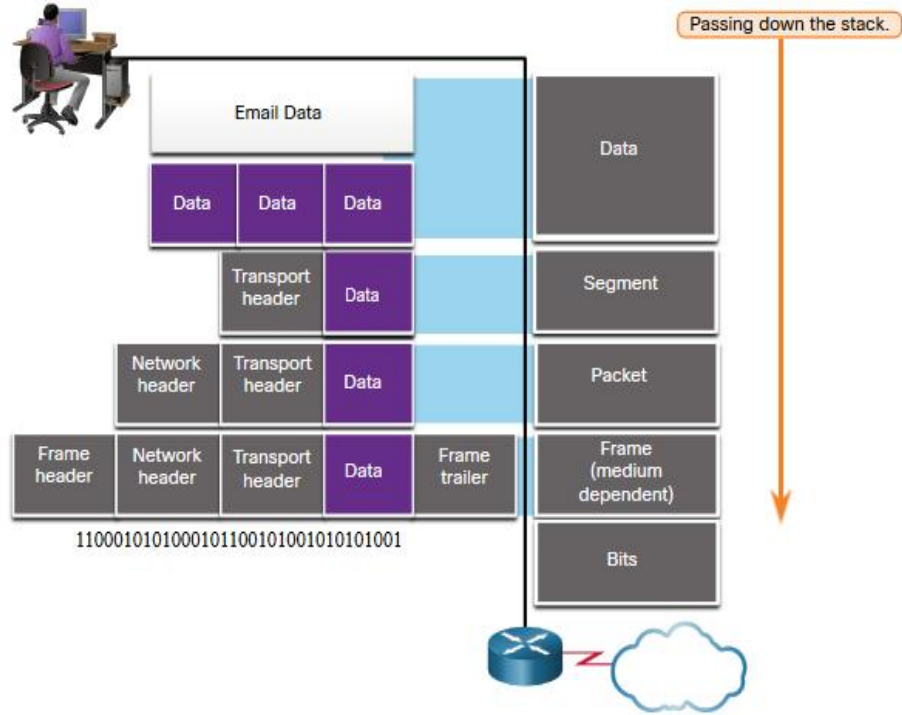 Passing down the stack.
Email Data
Data
Data Data Data
Transport
header
Data
Segment
Network
header
Transport
header
Data
Packet
Frame
header
Network
header
Transport
header
Data
Frame
trailer
Frame
(medium
dependent)
11000101010001011001010010101001
Bits